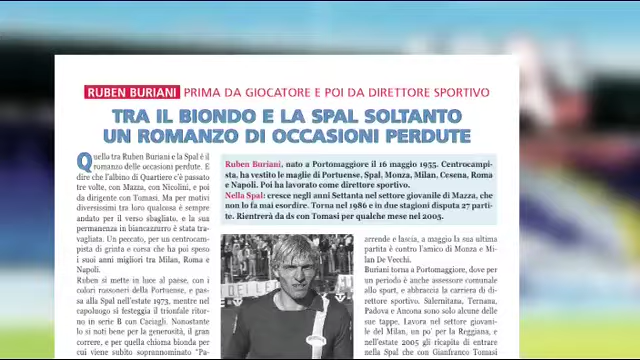 RUBEN BURIANI PRIMA DA GIOCATORE E POI DA DIRETTORE SPORTIVO
TRA IL BIONDO E LA SPAL SOLTANTO
UN ROMANZO DI OCCASIONI PERDUTE
Quello tra Ruben Buriani e la Spal è il
romanzo delle occasioni perdute. E
dire che l'albino di Quartiere c'è passato
tre volte, con Mazza, con Nicolini, e poi
da dirigente con Tomasi. Ma per motivi
diversissimi tra loro qualcosa è sempre
andato per il verso sbagliato, e la sua
permanenza in biancazzurro è stata tra-
vagliata. Un peccato, per un centrocam-
pista di grinta e corsa che ha poi speso
i suoi anni migliori tra Milan, Roma e
Napoli.
Ruben si mette in luce al paese, con i
colori rossoneri della Portuense, e pas-
sa alla Spal nell'estate 1973, mentre nel
rapoluogo si festeggia il trionfale ritor-
no in serie B con Caciagli. Nonostante
lo si noti bene per la generosità, il gran
correre, e per quella chioma bionda per
cui viene subito soprannominato "Pa-
Ruben Buriani, nato a Portomaggiore il 16 maggio 1955. Centrocampi-
sta, ha vestito le maglie di Portuense, Spal, Monza, Milan, Cesena, Roma
e Napoli. Poi ha lavorato come direttore sportivo.
Nella Spal: cresce negli anni Settanta nel settore giovanile di Mazza, che
non lo fa mai esordire. Torna nel 1986 e in due stagioni disputa 27 parti-
te. Rientrerà da ds con Tomasi per qualche mese nel 2005.
arrende e lascia, a maggio la sua ultima
partita è contro l'amico di Monza e Mi-
lan De Vecchi.
Buriani torna a Portomaggiore, dove per
un periodo è anche assessore comunale
allo sport, e abbraccia la carriera di di-
rettore sportivo. Salernitana, Ternana,
Padova e Ancona sono solo alcune delle
sue tappe. Lavora nel settore giovani-
le del Milan, un po' per la Reggiana, e
nell'estate 2005 gli ricapita di entrare
nella Spal con Gianfranco Tomasi